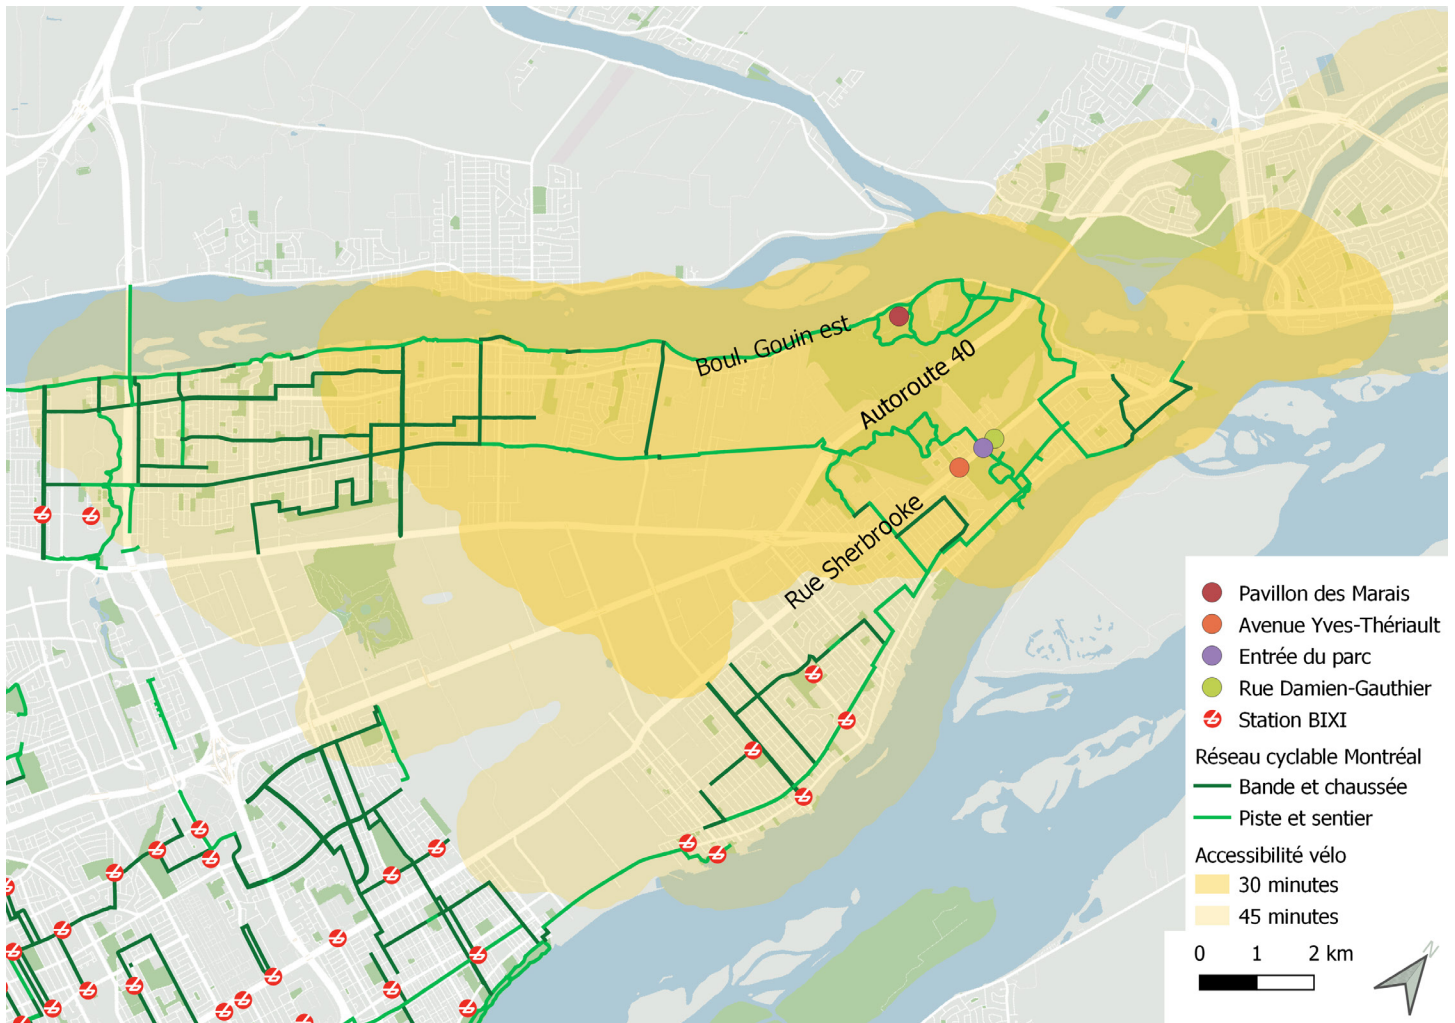 Boul. Gouin est
Autoroute 40
Rue Sherbrooke
Pavillon des Marais
Avenue Yves-Thériault
Entrée du parc
Rue Damien-Gauthier
Station BIXI
Réseau cyclable Montréal
Bande et chaussée
Piste et sentier
Accessibilité vélo
30 minutes
45 minutes
0 1 2 km
N